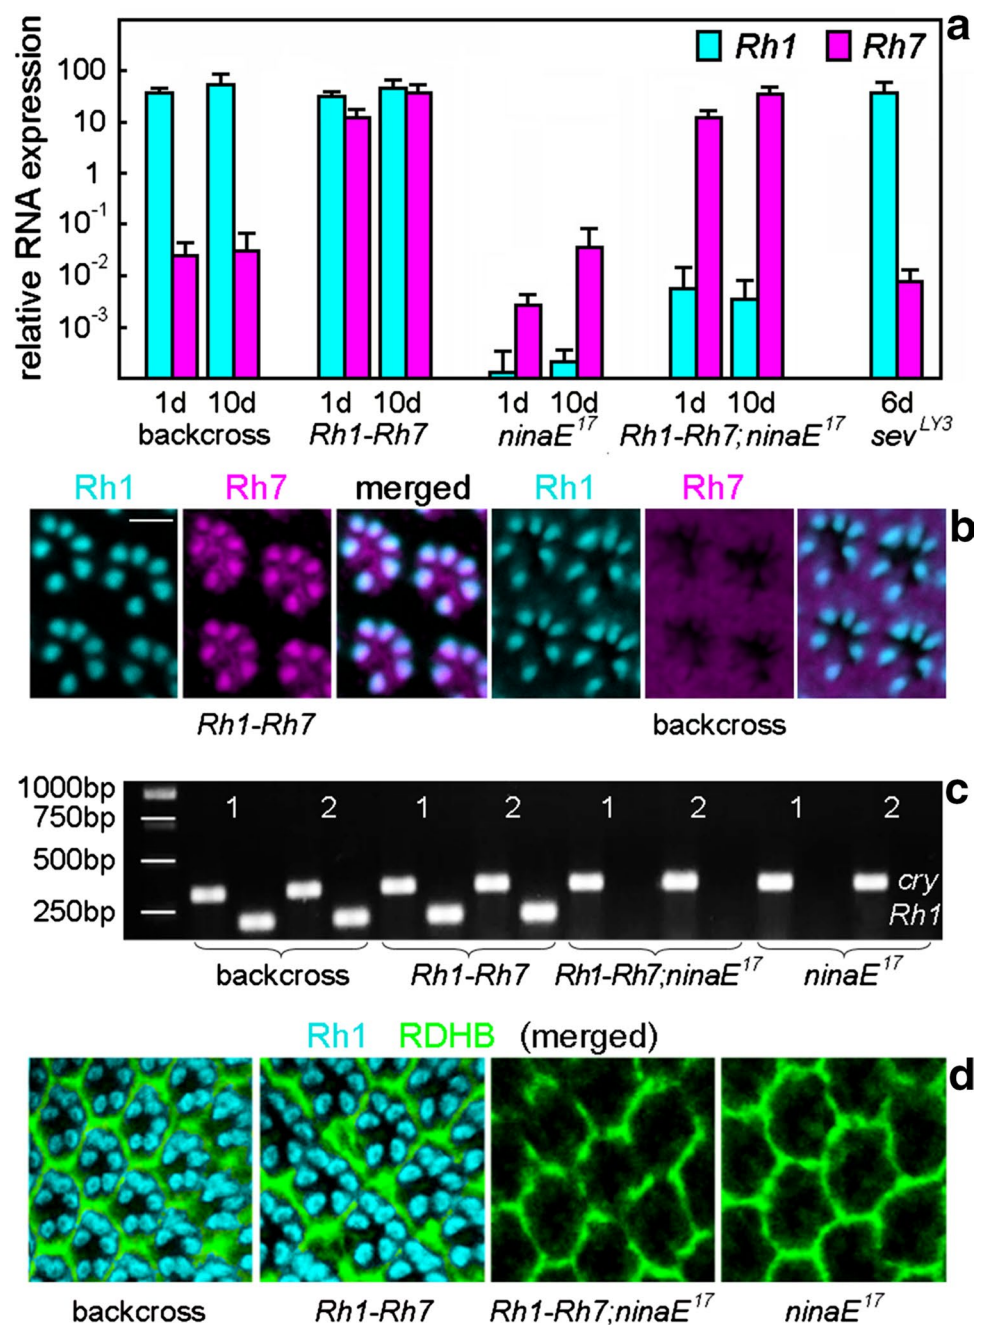 a
Rh1 Rh7
relative RNA expression
100
10
1
10-1
10-2
10-3
1d 10d 1d 10d 1d 10d 1d 10d 6d
backcross Rh1-Rh7 ninaE17 Rh1-Rh7;ninaE17 sevLY3
Rh1 Rh7 merged Rh1 Rh7
b
Rh1-Rh7 backcross
c
1000bp
750bp
500bp
250bp
1 2 1 2 1 2 1 2
cry
Rh1
backcross Rh1-Rh7 Rh1-Rh7;ninaE17 ninaE17
Rh1 RDHB (merged)
d
backcross Rh1-Rh7 Rh1-Rh7;ninaE17 ninaE17